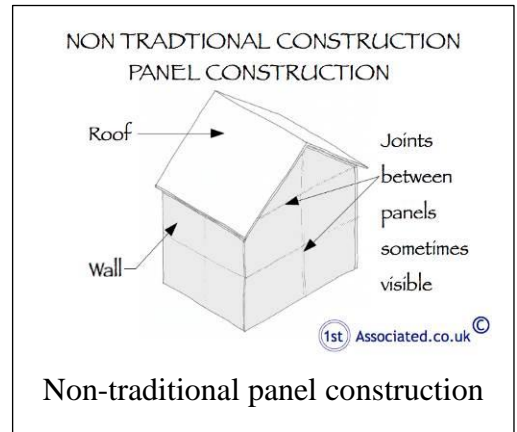 NON TRADTIONAL CONSTRUCTION
PANEL CONSTRUCTION
Roof
Joints
between
panels
sometimes
visible
Wall
1st Associated.co.uk ©
Non-traditional panel construction